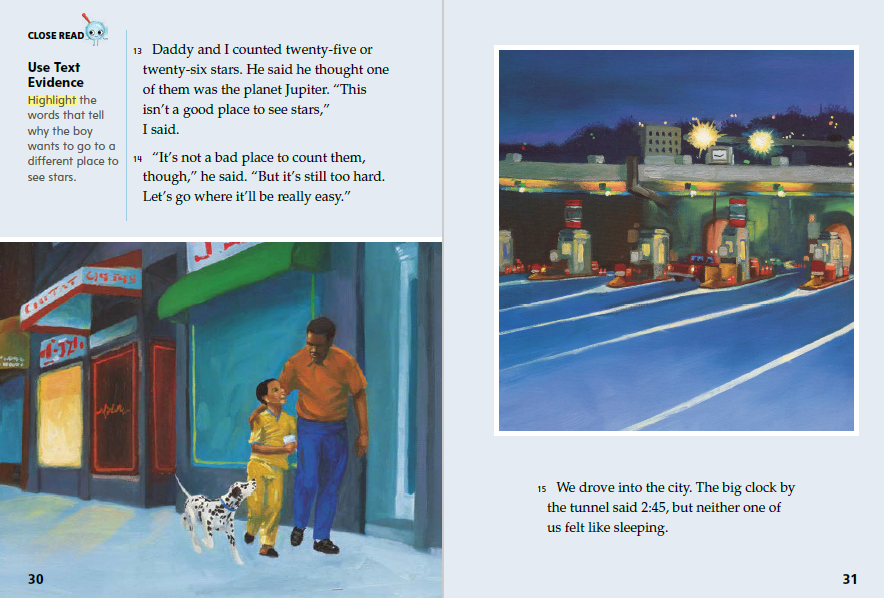 CLOSE READ
Use Text
Evidence
Highlight the
words that tell
why the boy
wants to go to a
different place to
see stars.
13 Daddy and I counted twenty-five or
twenty-six stars. He said he thought one
of them was the planet Jupiter. “This
isn’t a good place to see stars,”
I said.
14 “It’s not a bad place to count them,
though,” he said. “But it’s still too hard.
Let’s go where it’ll be really easy.”
30
15 We drove into the city. The big clock by
the tunnel said 2:45, but neither one of
us felt like sleeping.
31